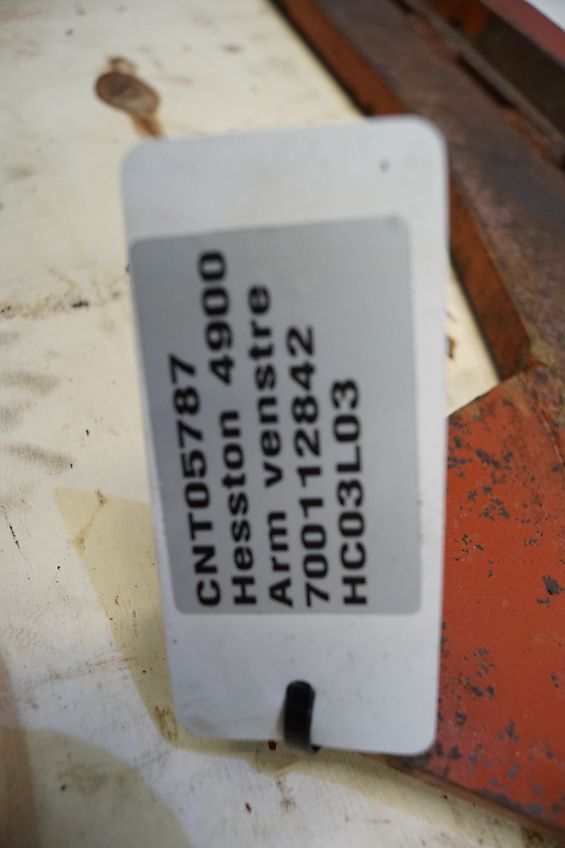 CNT05787
Hesston 4900
Arm venstre
700112842
HC03L03